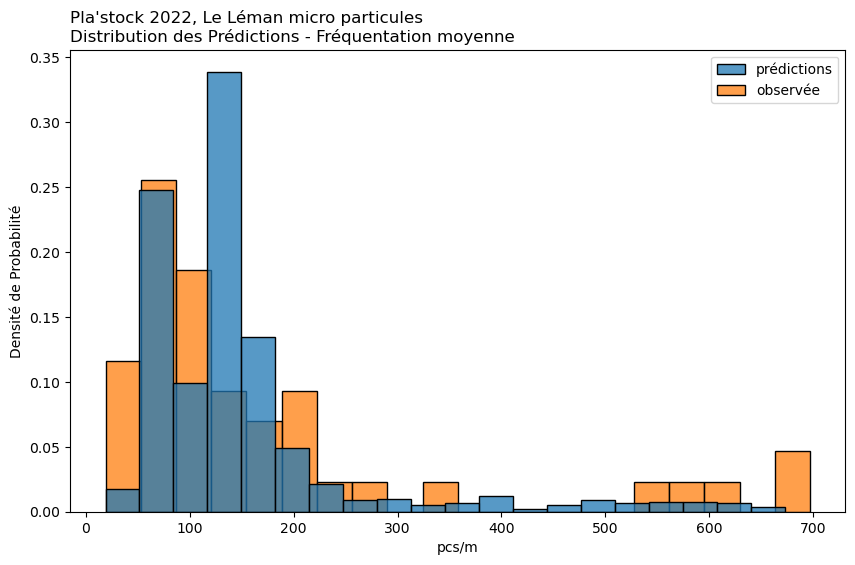 Pla'stock 2022, Le Léman micro particules
Distribution des Prédictions - Fréquentation moyenne
prédictions
observée
Densité de Probabilité
0.35
0.30
0.25
0.20
0.15
0.10
0.05
0.00
0 100 200 300 400 500 600 700
pcs/m